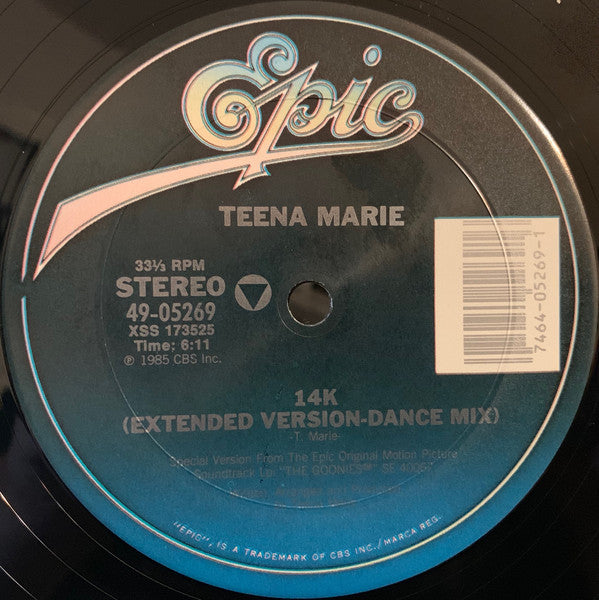 Epic
TEENA MARIE
33⅓ RPM
STEREO
49-05269
XSS 173525
Time: 6:11
℗ 1985 CBS Inc.
7464-05269-1
14K
(EXTENDED VERSION-DANCE MIX)
-T. Marie-
Special Version From The Epic Original Motion Picture
Soundtrack Lp: "THE GOONIES™" SE 40067
"EPIC", IS A TRADEMARK OF CBS INC./MARCA REG.